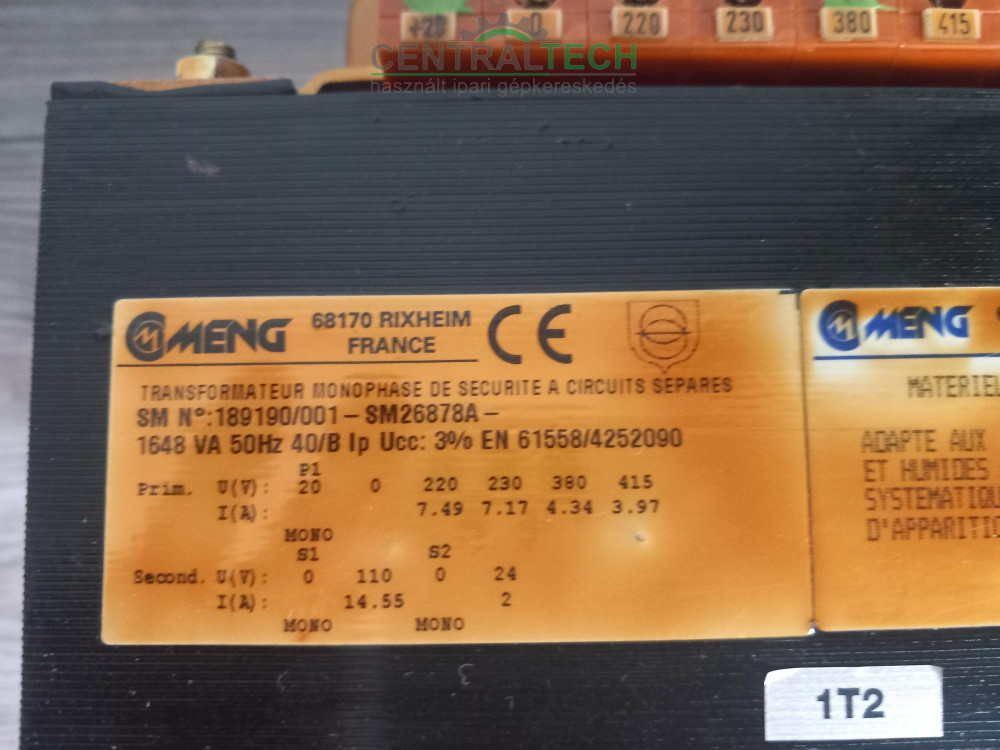 +20 0 220 230 380 415
CENTRALTECH
használt ipari gépkereskedés
MENG 68170 RIXHEIM
FRANCE
CE
TRANSFORMATEUR MONOPHASE DE SECURITE A CIRCUITS SEPARES
SM N°:189190/001-SM26878A-
1648 VA 50Hz 40/B Ip Ucc: 3% EN 61558/4252090
P1
Prim. U(V): 20 0 220 230 380 415
I(A): 7.49 7.17 4.34 3.97
MONO
S1 S2
Second. U(V): 0 110 0 24
I(A): 14.55 2
MONO MONO
MENG
ADAPTE AUX
ET HUMIDES
1T2